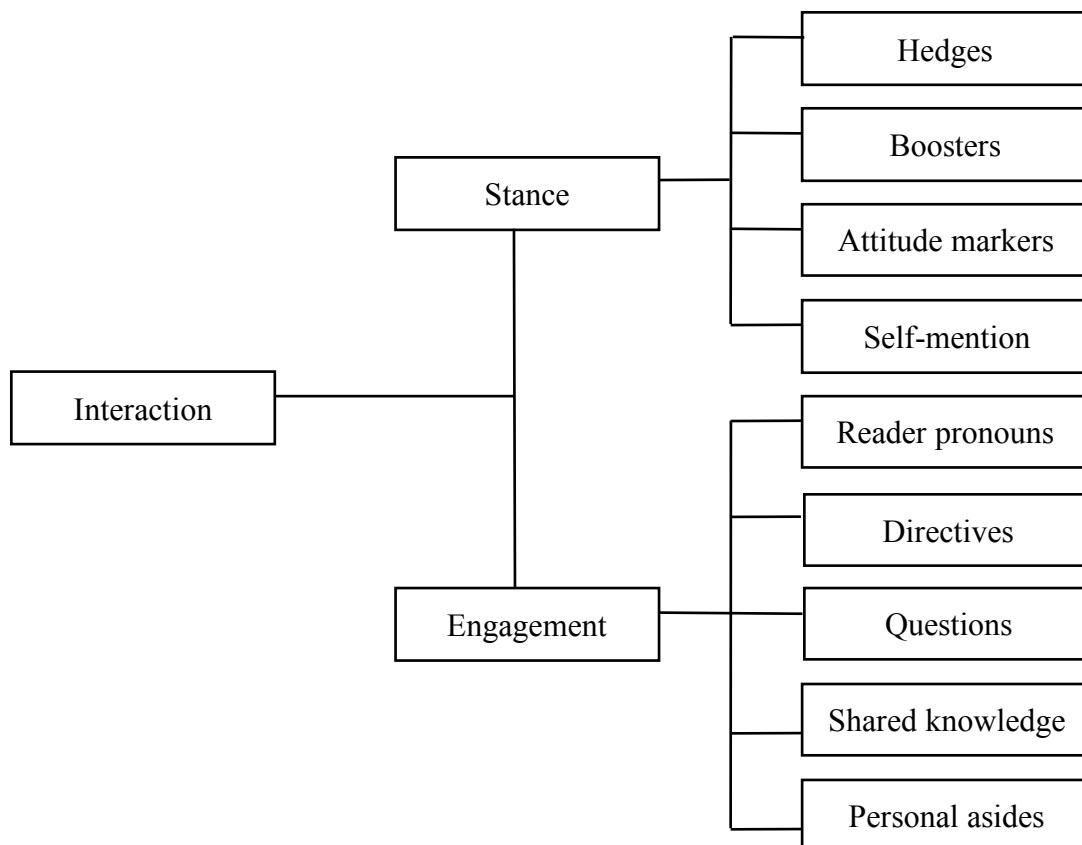 Hedges
Boosters
Stance
Attitude markers
Self-mention
Interaction
Reader pronouns
Directives
Engagement
Questions
Shared knowledge
Personal asides